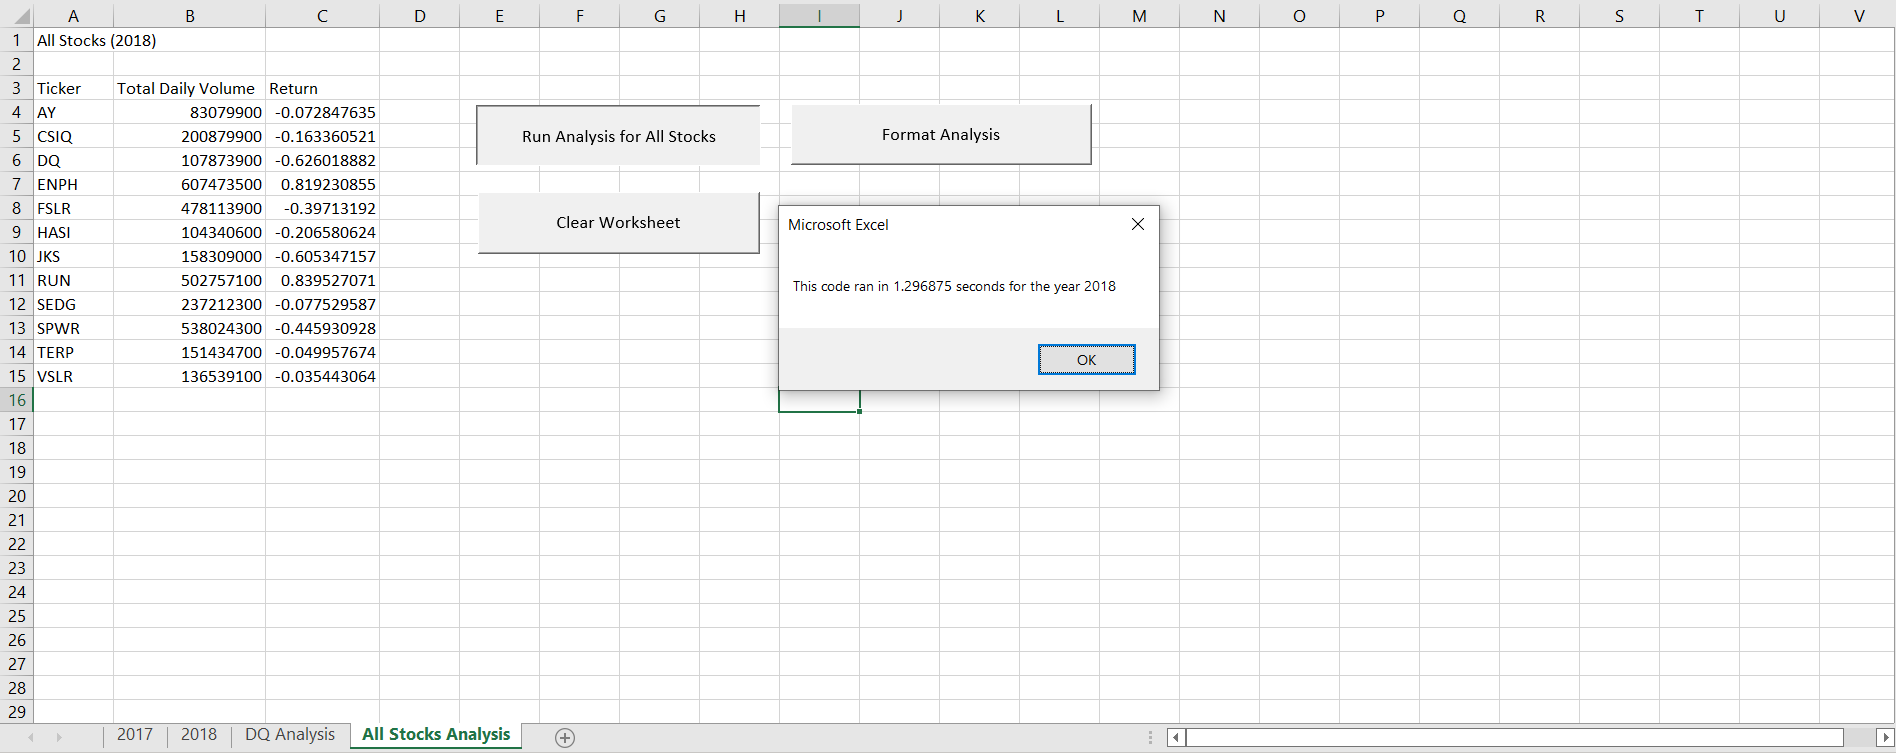 A B C D E F G H I J K L M N O P Q R S T U V
1 All Stocks (2018)
2
3 Ticker Total Daily Volume Return
4 AY 83079900 -0.072847635
5 CSIQ 200879900 -0.163360521
6 DQ 107873900 -0.626018882
7 ENPH 607473500 0.819230855
8 FSLR 478113900 -0.39713192
9 HASI 104340600 -0.206580624
10 JKS 158309000 -0.605347157
11 RUN 502757100 0.839527071
12 SEDG 237212300 -0.077529587
13 SPWR 538024300 -0.445930928
14 TERP 151434700 -0.049957674
15 VSLR 136539100 -0.035443064
16
17
18
19
20
21
22
23
24
25
26
27
28
29
Run Analysis for All Stocks
Format Analysis
Clear Worksheet
Microsoft Excel
This code ran in 1.296875 seconds for the year 2018
OK
2017 2018 DQ Analysis All Stocks Analysis